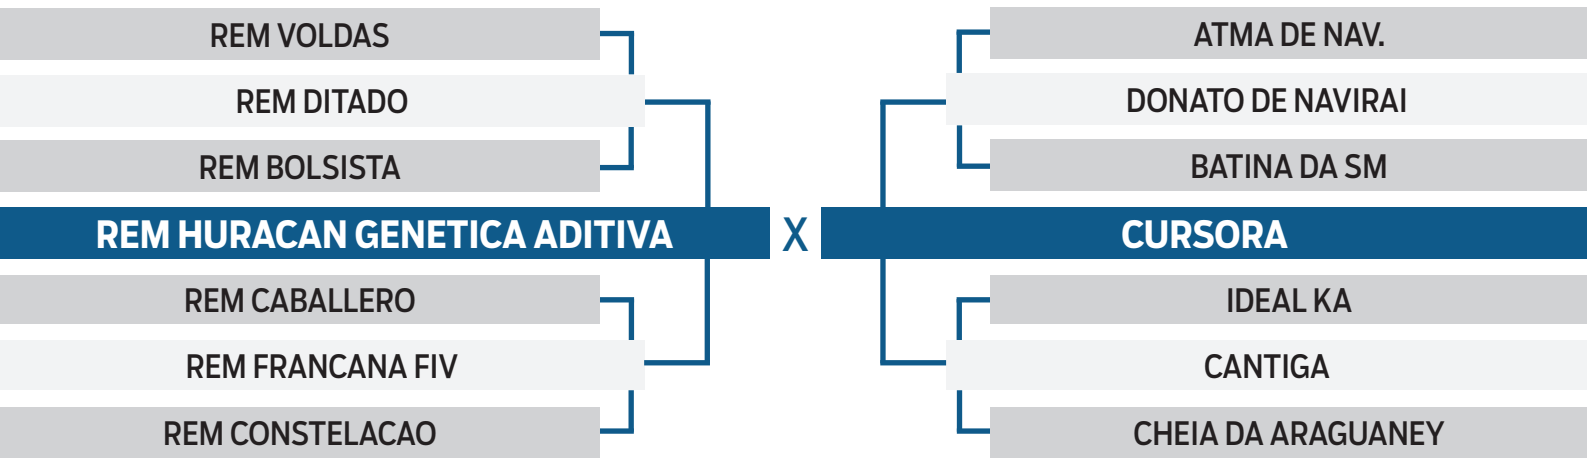 REM VOLDAS
REM DITADO
REM BOLSISTA
REM HURACAN GENETICA ADITIVA
REM CABALLERO
REM FRANCANA FIV
REM CONSTELACAO
X
ATMA DE NAV.
DONATO DE NAVIRAI
BATINA DA SM
CURSORA
IDEAL KA
CANTIGA
CHEIA DA ARAGUANEY